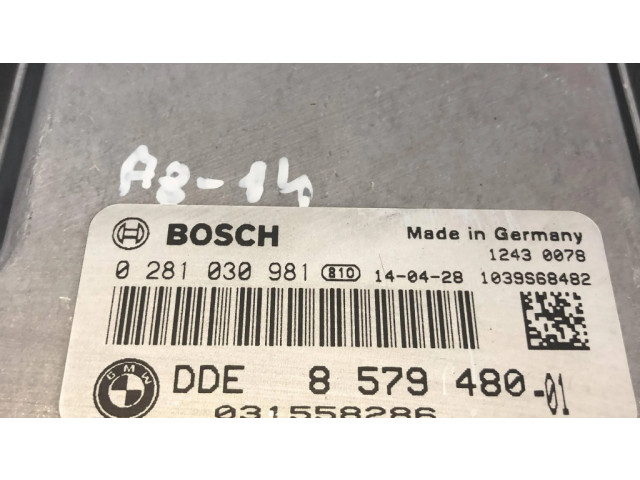 A8-14
BOSCH
Made in Germany
1243 0078
0 281 030 981 810 14-04-28 1039S68482
BMW
DDE 8 579 480-01
031558286